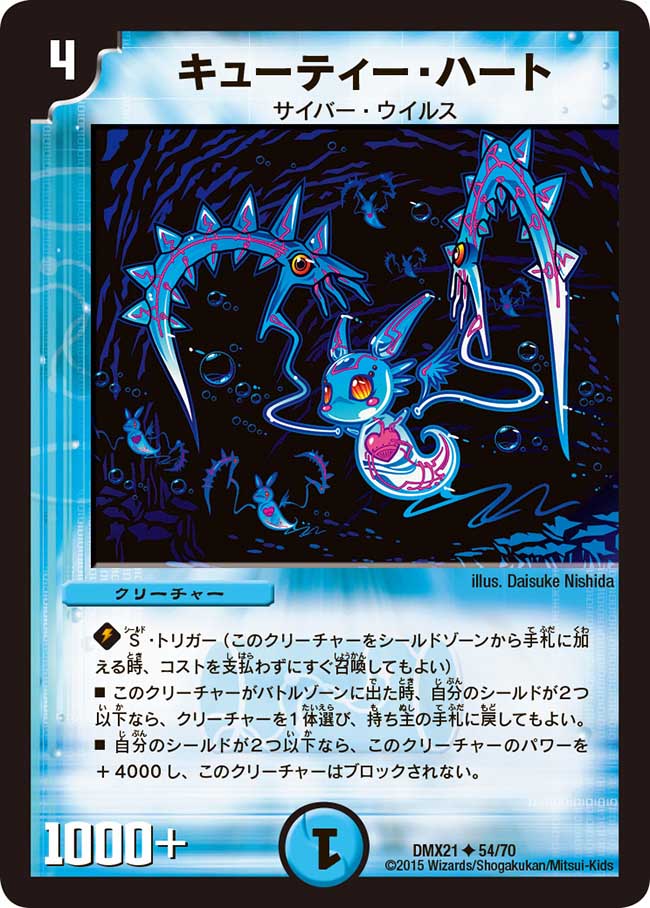 4
キューティー・ハート
サイバー・ウイルス
illus. Daisuke Nishida
クリーチャー
S・トリガー（このクリーチャーをシールドゾーンから手札に加
える時、コストを支払わずにすぐ召喚してもよい）
■ このクリーチャーがバトルゾーンに出た時、自分のシールドが2つ
以下なら、クリーチャーを1体選び、持ち主の手札に戻してもよい。
■ 自分のシールドが2つ以下なら、このクリーチャーのパワーを
＋4000し、このクリーチャーはブロックされない。
1000+
1
DMX21 ◆ 54/70
©2015 Wizards/Shogakukan/Mitsui-Kids